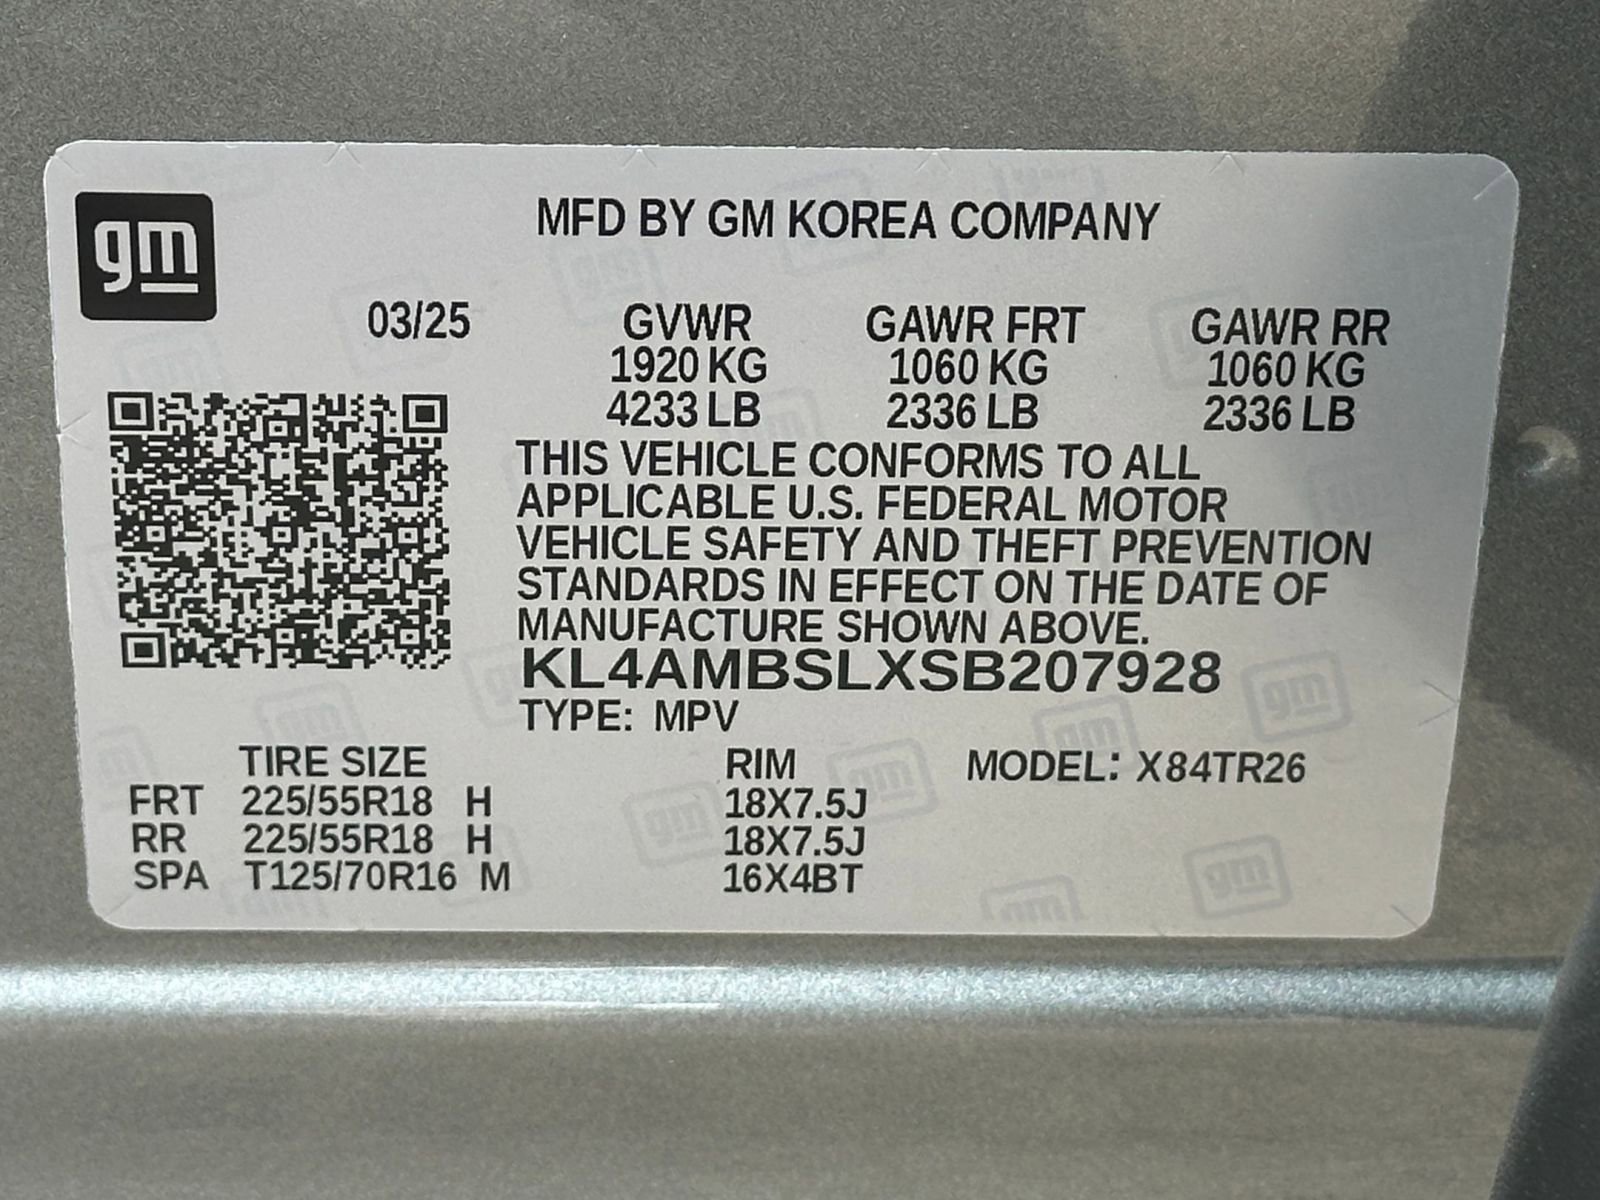 gm
MFD BY GM KOREA COMPANY
03/25 GVWR GAWR FRT GAWR RR
1920 KG 1060 KG 1060 KG
4233 LB 2336 LB 2336 LB
THIS VEHICLE CONFORMS TO ALL
APPLICABLE U.S. FEDERAL MOTOR
VEHICLE SAFETY AND THEFT PREVENTION
STANDARDS IN EFFECT ON THE DATE OF
MANUFACTURE SHOWN ABOVE.
KL4AMBSLXSB207928
TYPE: MPV
TIRE SIZE RIM MODEL: X84TR26
FRT 225/55R18 H 18X7.5J
RR 225/55R18 H 18X7.5J
SPA T125/70R16 M 16X4BT